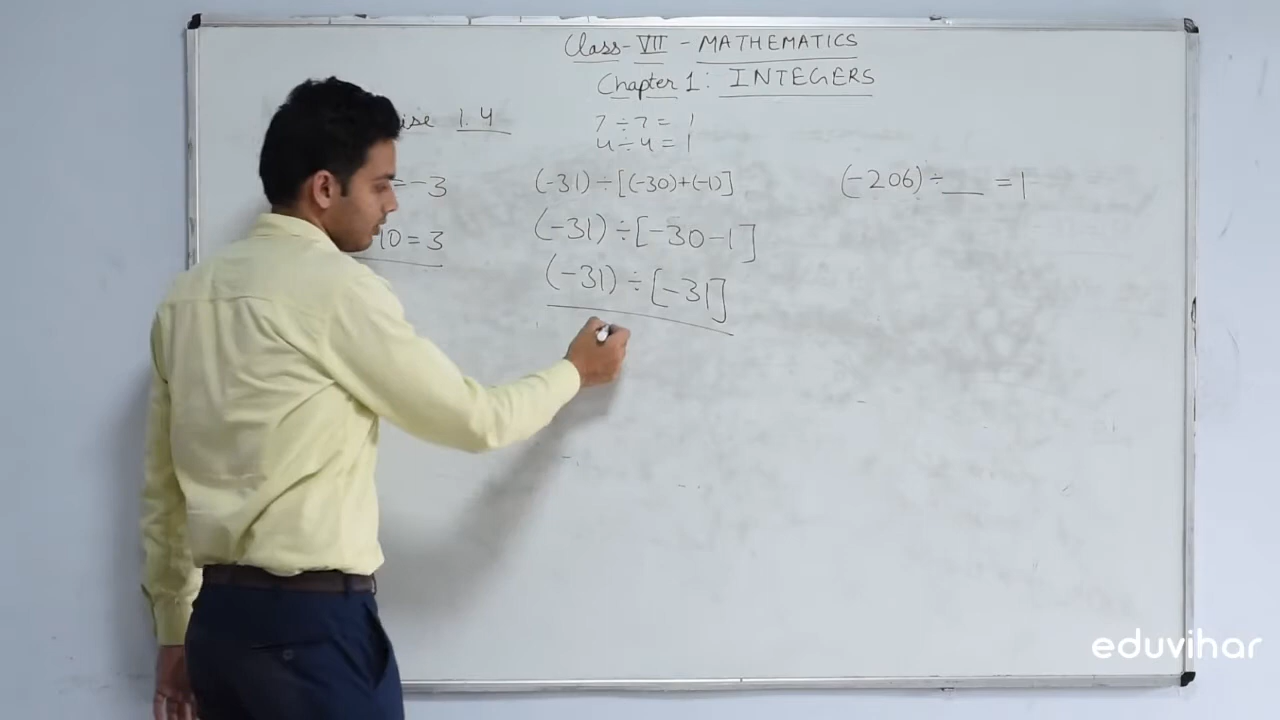 Class-VII - MATHEMATICS
Chapter 1: INTEGERS
1.4
7 ÷ 7 = 1
4 ÷ 4 = 1
= -3
10 = 3
(-31) ÷ [(-30)+(-1)]
(-31) ÷ [-30-1]
(-31) ÷ [-31]
(-206) ÷ ___ = 1
eduvihar